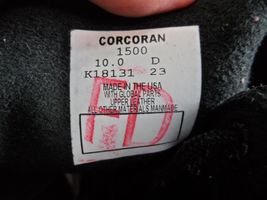 CORCORAN
1500
10.0 D
K18131 23
MADE IN THE USA
WITH GLOBAL PARTS
UPPER LEATHER
ALL OTHER MATERIALS MANMADE